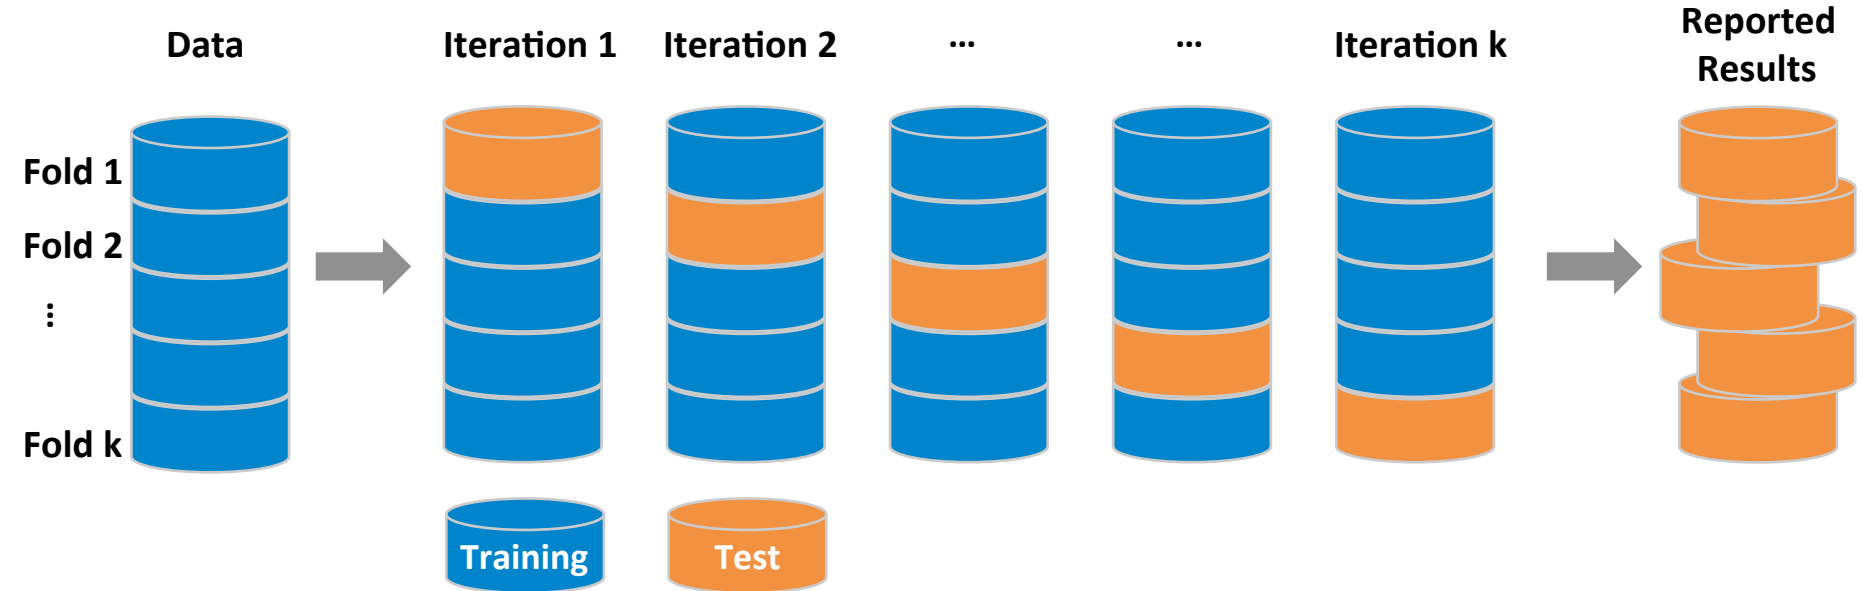 Data
Iteration 1
Iteration 2
...
...
Iteration k
Reported
Results
Fold 1
Fold 2
...
Fold k
Training
Test